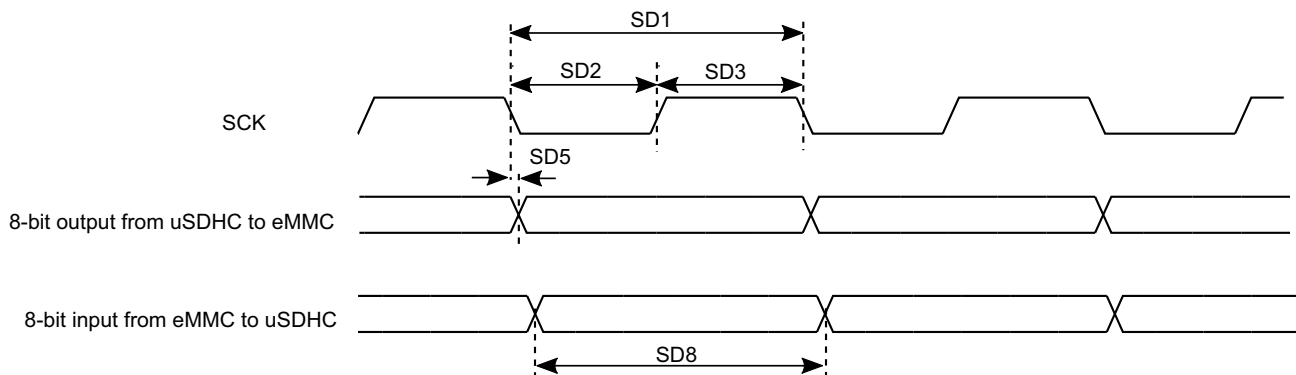 SD1
SD2
SD3
SCK
SD5
8-bit output from uSDHC to eMMC
8-bit input from eMMC to uSDHC
SD8